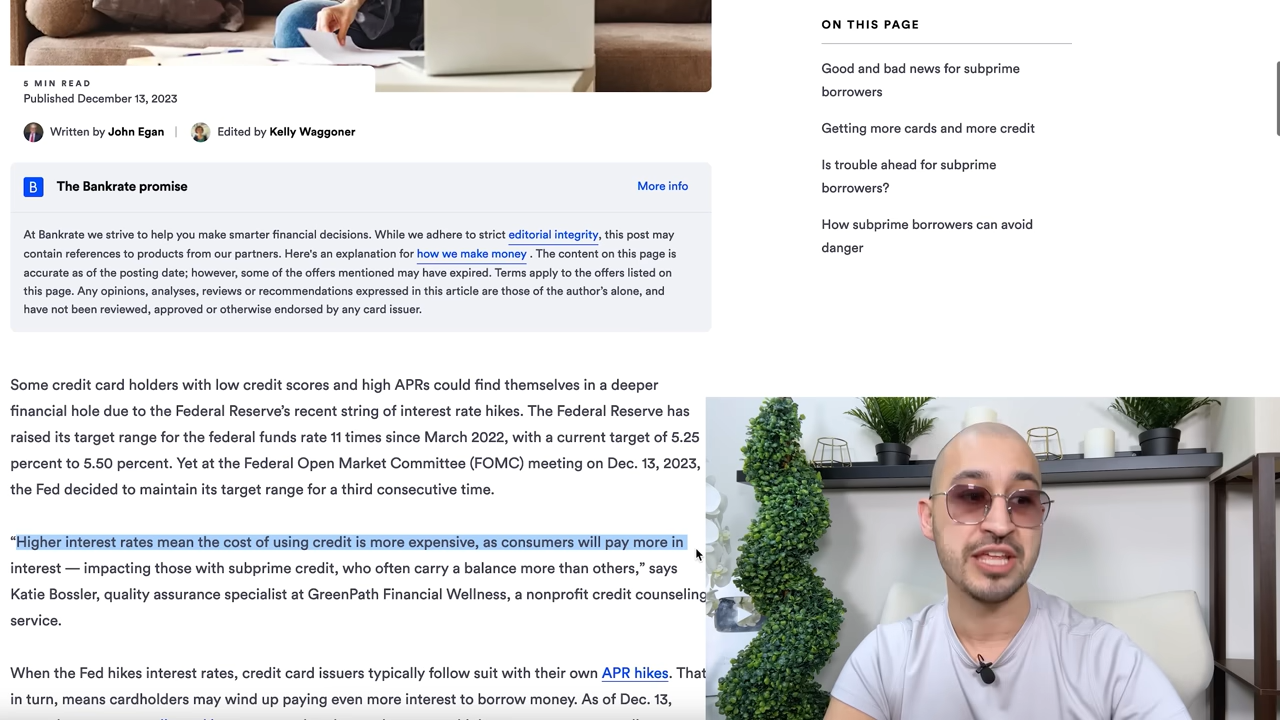 5 MIN READ
Published December 13, 2023
Written by John Egan | Edited by Kelly Waggoner
B The Bankrate promise More info
At Bankrate we strive to help you make smarter financial decisions. While we adhere to strict editorial integrity, this post may
contain references to products from our partners. Here's an explanation for how we make money . The content on this page is
accurate as of the posting date; however, some of the offers mentioned may have expired. Terms apply to the offers listed on
this page. Any opinions, analyses, reviews or recommendations expressed in this article are those of the author's alone, and
have not been reviewed, approved or otherwise endorsed by any card issuer.
Some credit card holders with low credit scores and high APRs could find themselves in a deeper
financial hole due to the Federal Reserve's recent string of interest rate hikes. The Federal Reserve has
raised its target range for the federal funds rate 11 times since March 2022, with a current target of 5.25
percent to 5.50 percent. Yet at the Federal Open Market Committee (FOMC) meeting on Dec. 13, 2023,
the Fed decided to maintain its target range for a third consecutive time.
“Higher interest rates mean the cost of using credit is more expensive, as consumers will pay more in
interest — impacting those with subprime credit, who often carry a balance more than others,” says
Katie Bossler, quality assurance specialist at GreenPath Financial Wellness, a nonprofit credit counseling
service.
When the Fed hikes interest rates, credit card issuers typically follow suit with their own APR hikes. That
in turn, means cardholders may wind up paying even more interest to borrow money. As of Dec. 13,
ON THIS PAGE
Good and bad news for subprime
borrowers
Getting more cards and more credit
Is trouble ahead for subprime
borrowers?
How subprime borrowers can avoid
danger